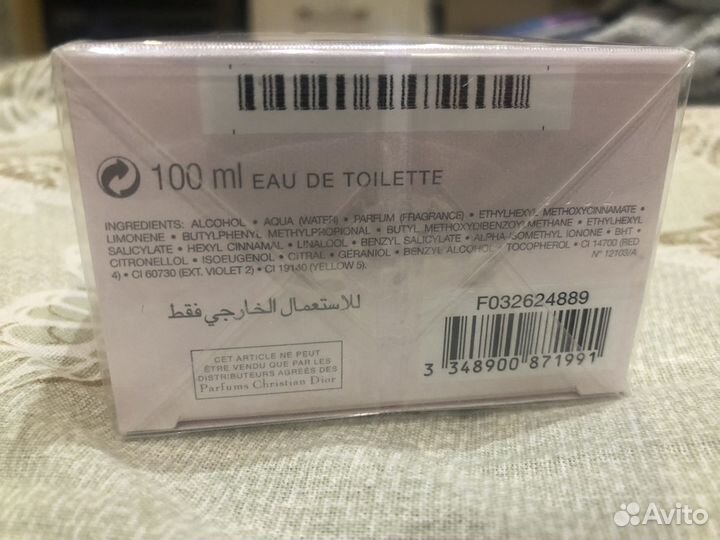 100 ml EAU DE TOILETTE
INGREDIENTS: ALCOHOL • AQUA (WATER) • PARFUM (FRAGRANCE) • ETHYLHEXYL METHOXYCINNAMATE •
LIMONENE • BUTYLPHENYL METHYLPROPIONAL • BUTYL METHOXYDIBENZOYLMETHANE • ETHYLHEXYL
SALICYLATE • HEXYL CINNAMAL • LINALOOL • BENZYL SALICYLATE • ALPHA-ISOMETHYL IONONE • BHT •
CITRONELLOL • ISOEUGENOL • CITRAL • GERANIOL • BENZYL ALCOHOL • TOCOPHEROL • CI 14700 (RED
4) • CI 60730 (EXT. VIOLET 2) • CI 19140 (YELLOW 5). N° 12103/A
للاستعمال الخارجي فقط
F032624889
CET ARTICLE NE PEUT
ÊTRE VENDU QUE PAR LES
DISTRIBUTEURS AGRÉÉS DES
Parfums Christian Dior
3 348900 871991
Avito